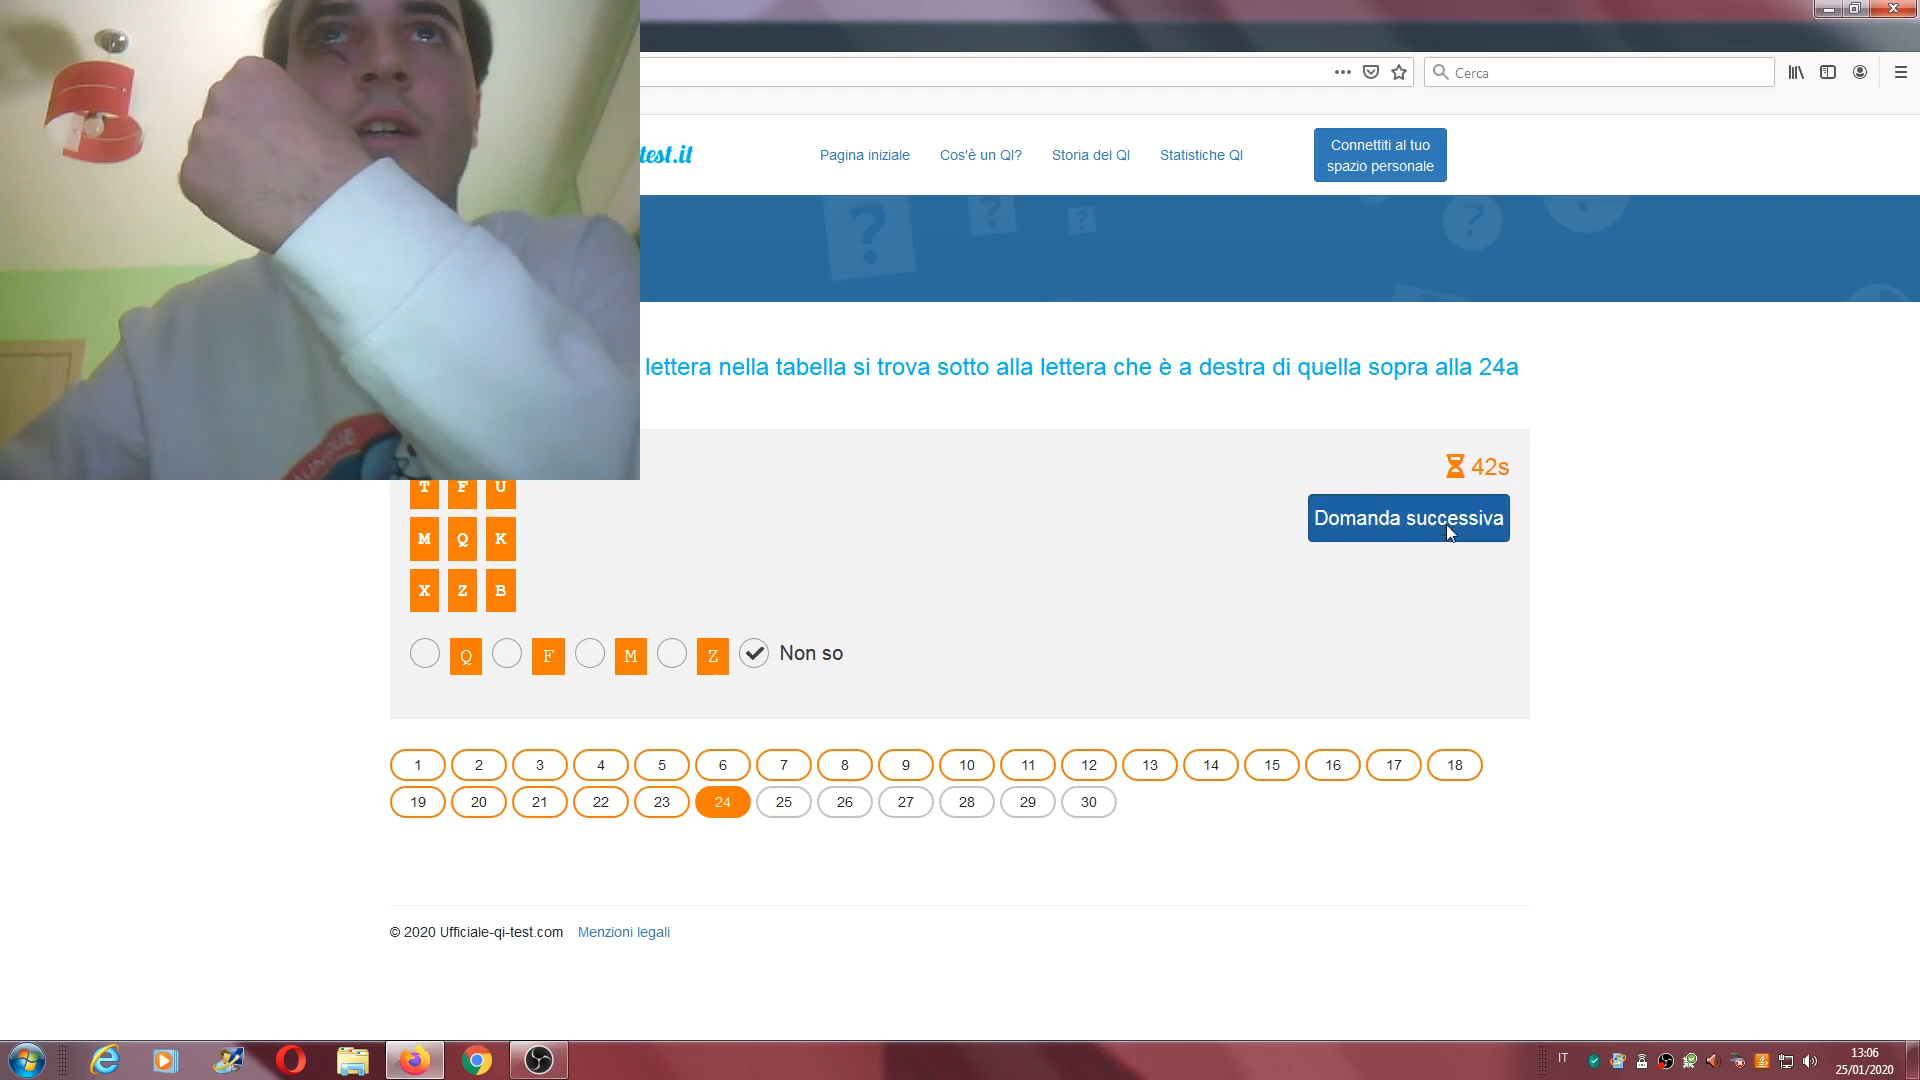 Cerca
test.it
Pagina iniziale
Cos'è un QI?
Storia del QI
Statistiche QI
Connettiti al tuo
spazio personale
lettera nella tabella si trova sotto alla lettera che è a destra di quella sopra alla 24a
42s
Domanda successiva
T F U
M Q K
X Z B
Q F M Z Non so
1 2 3 4 5 6 7 8 9 10 11 12 13 14 15 16 17 18
19 20 21 22 23 24 25 26 27 28 29 30
© 2020 Ufficiale-qi-test.com Menzioni legali
IT
13:06
25/01/2020